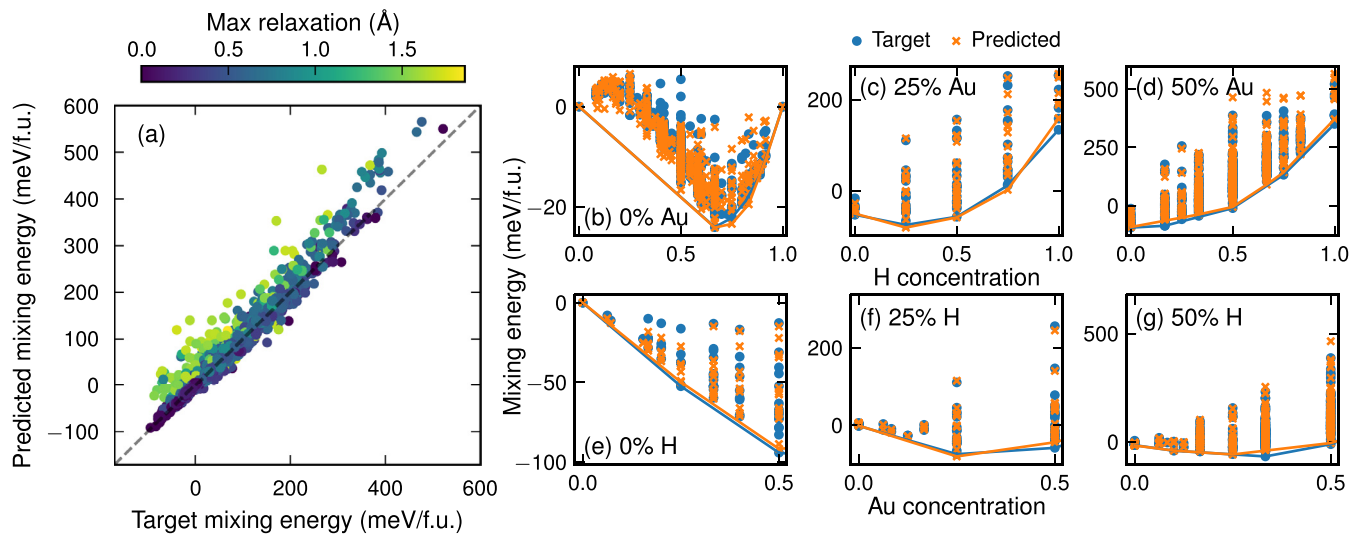 Max relaxation (Å)
0.0 0.5 1.0 1.5
Predicted mixing energy (meV/f.u.)
600
500
400
300
200
100
0
−100
(a)
0 200 400 600
Target mixing energy (meV/f.u.)
Target Predicted
Mixing energy (meV/f.u.)
0
−20
(b) 0% Au
0.0 0.5 1.0
200
0
(c) 25% Au
0.0 0.5 1.0
500
250
0
(d) 50% Au
0.0 0.5 1.0
H concentration
0
−50
−100
(e) 0% H
0.0 0.5
200
0
(f) 25% H
0.0 0.5
500
0
(g) 50% H
0.0 0.5
Au concentration